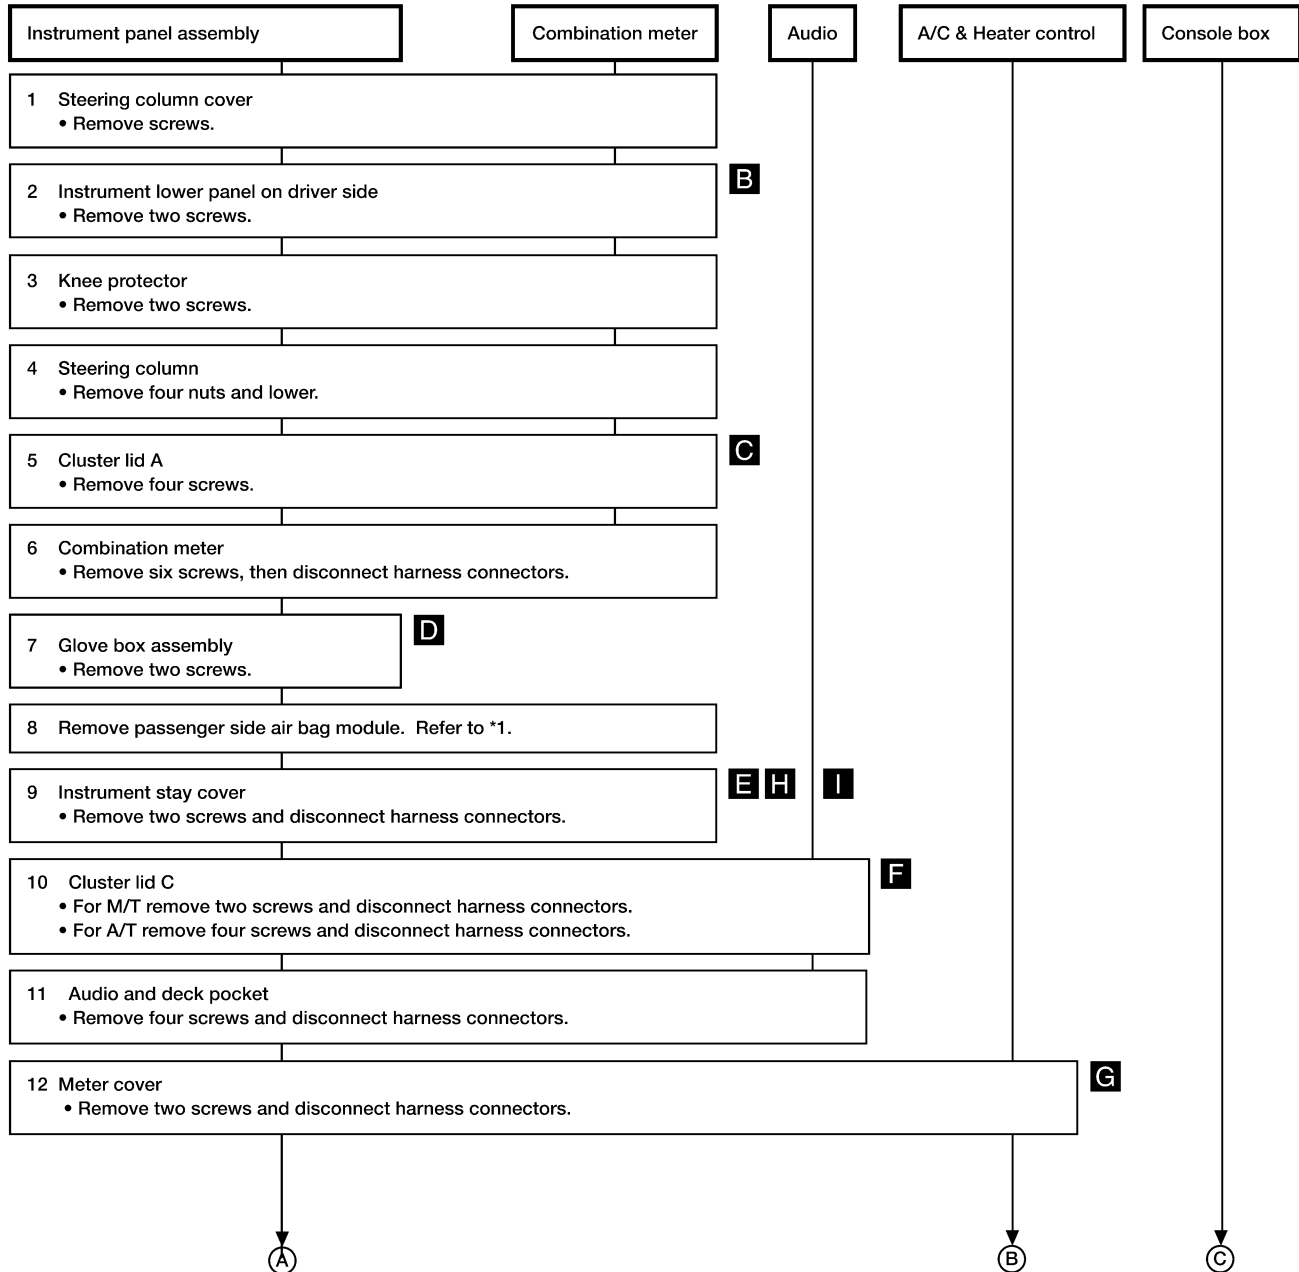 Instrument panel assembly
Combination meter
Audio
A/C & Heater control
Console box
1 Steering column cover
• Remove screws.
2 Instrument lower panel on driver side
• Remove two screws.
B
3 Knee protector
• Remove two screws.
4 Steering column
• Remove four nuts and lower.
5 Cluster lid A
• Remove four screws.
C
6 Combination meter
• Remove six screws, then disconnect harness connectors.
7 Glove box assembly
• Remove two screws.
D
8 Remove passenger side air bag module. Refer to *1.
9 Instrument stay cover
• Remove two screws and disconnect harness connectors.
E H I
10 Cluster lid C
• For M/T remove two screws and disconnect harness connectors.
• For A/T remove four screws and disconnect harness connectors.
F
11 Audio and deck pocket
• Remove four screws and disconnect harness connectors.
12 Meter cover
• Remove two screws and disconnect harness connectors.
G
A
B
C